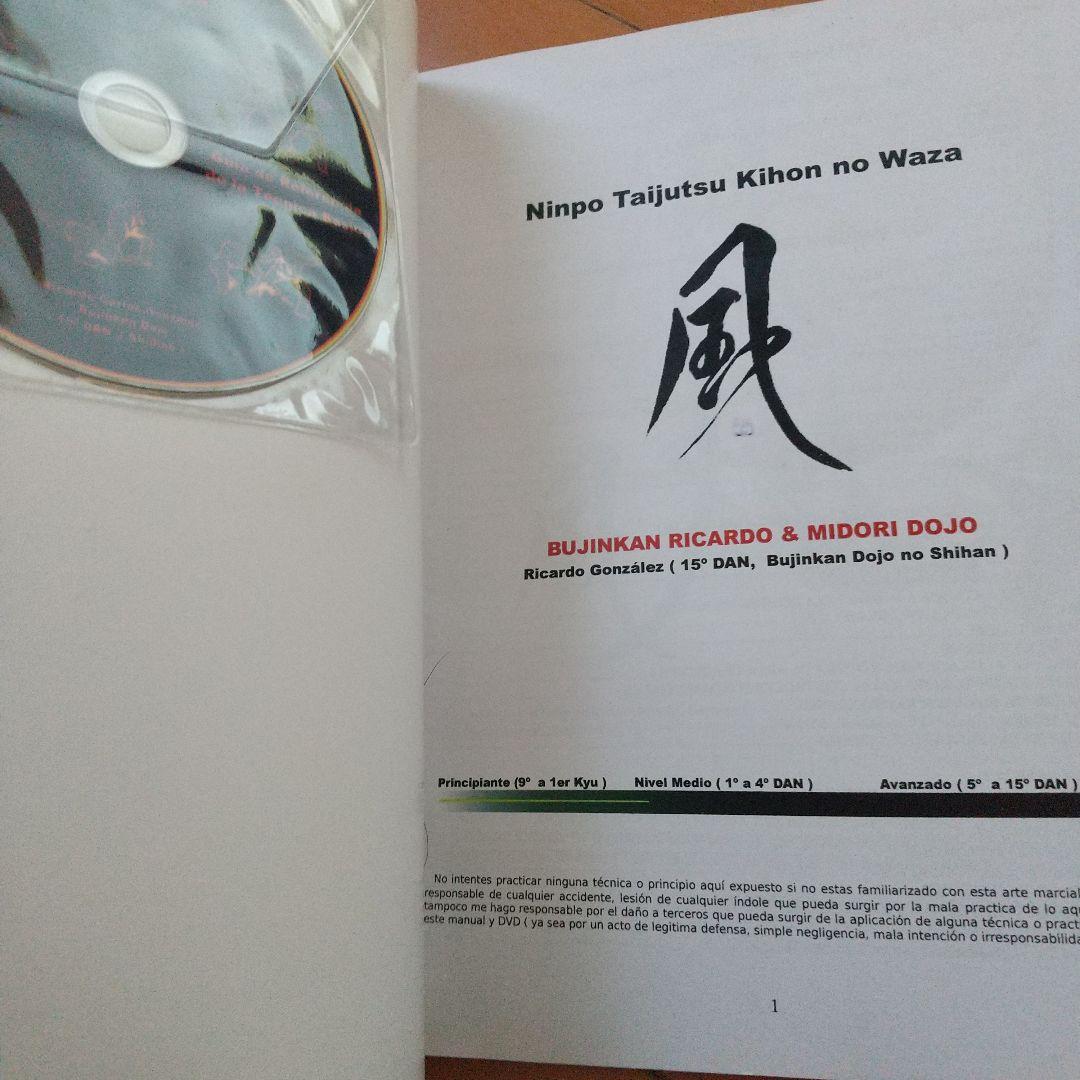 Ninpo Taijutsu Kihon no Waza
風
BUJINKAN RICARDO & MIDORI DOJO
Ricardo González ( 15º DAN, Bujinkan Dojo no Shihan )
Principiante (9º a 1er Kyu ) Nivel Medio ( 1º a 4º DAN ) Avanzado ( 5º a 15º DAN )
No intentes practicar ninguna técnica o principio aquí expuesto si no estas familiarizado con esta arte marcial
responsable de cualquier accidente, lesión de cualquier índole que pueda surgir por la mala practica de lo
tampoco me hago responsable por el daño a terceros que pueda surgir de la aplicación de alguna técnica o
este manual y DVD ( ya sea por un acto de legitima defensa, simple negligencia, mala intención o
1